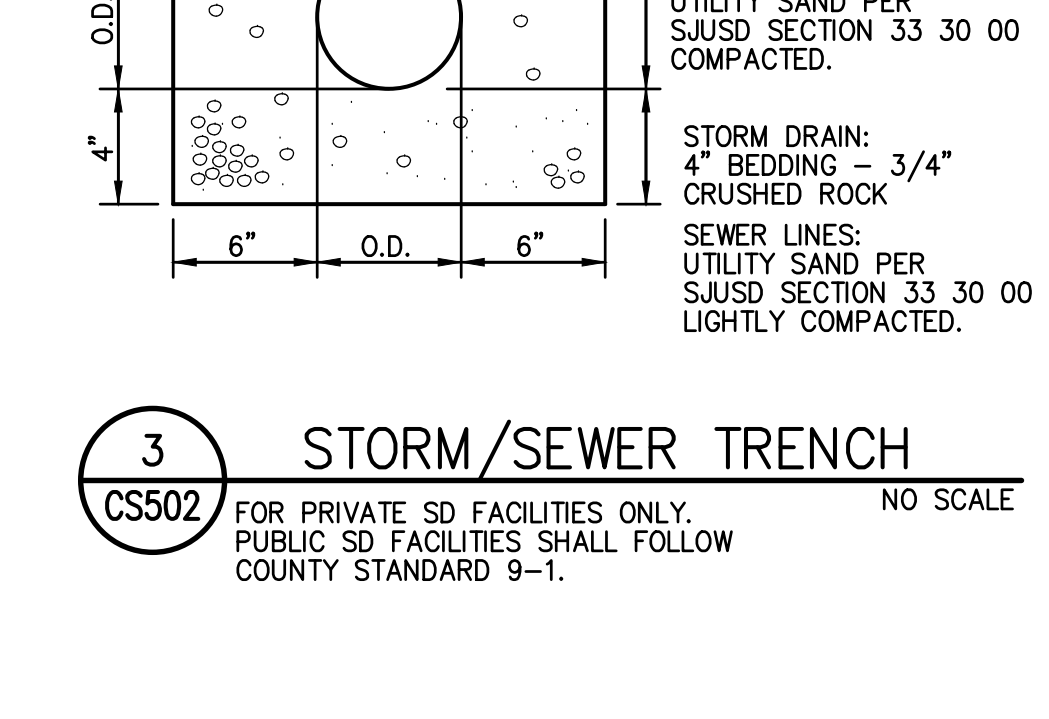 O.D.
UTILITY SAND PER
SJUSD SECTION 33 30 00
COMPACTED.
4"
STORM DRAIN:
4" BEDDING - 3/4"
CRUSHED ROCK
SEWER LINES:
UTILITY SAND PER
SJUSD SECTION 33 30 00
LIGHTLY COMPACTED.
6" O.D. 6"
3
CS502
STORM/SEWER TRENCH
NO SCALE
FOR PRIVATE SD FACILITIES ONLY.
PUBLIC SD FACILITIES SHALL FOLLOW
COUNTY STANDARD 9-1.